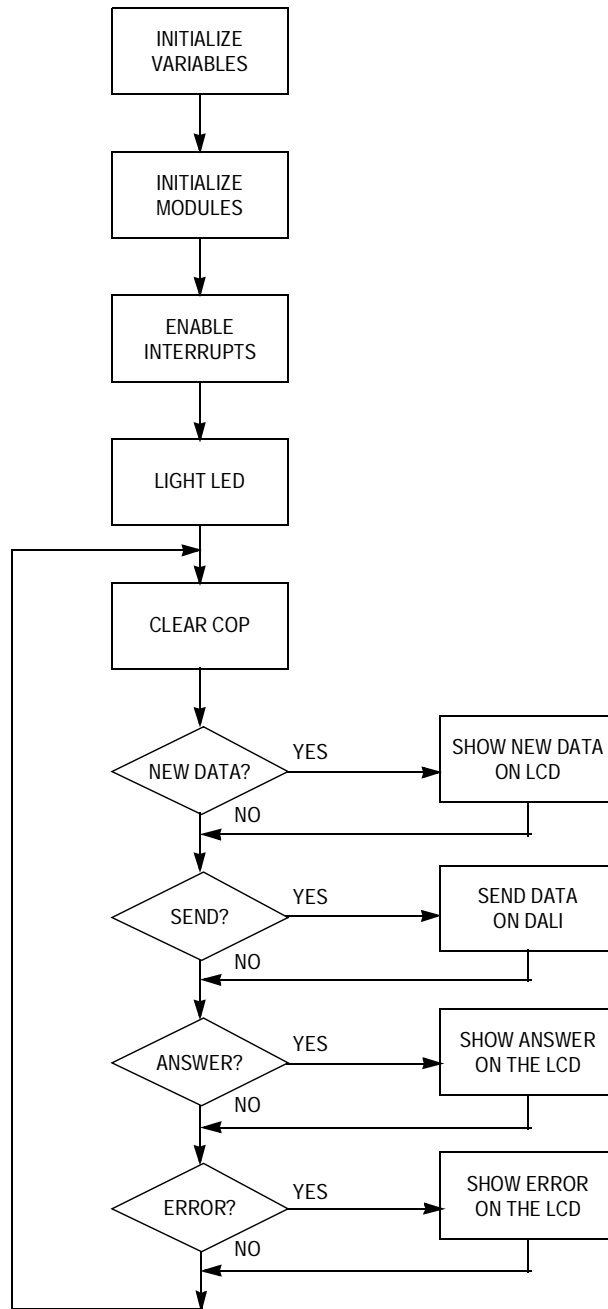 INITIALIZE
VARIABLES
INITIALIZE
MODULES
ENABLE
INTERRUPTS
LIGHT LED
CLEAR COP
NEW DATA?
YES
SHOW NEW DATA
ON LCD
NO
SEND?
YES
SEND DATA
ON DALI
NO
ANSWER?
YES
SHOW ANSWER
ON THE LCD
NO
ERROR?
YES
SHOW ERROR
ON THE LCD
NO